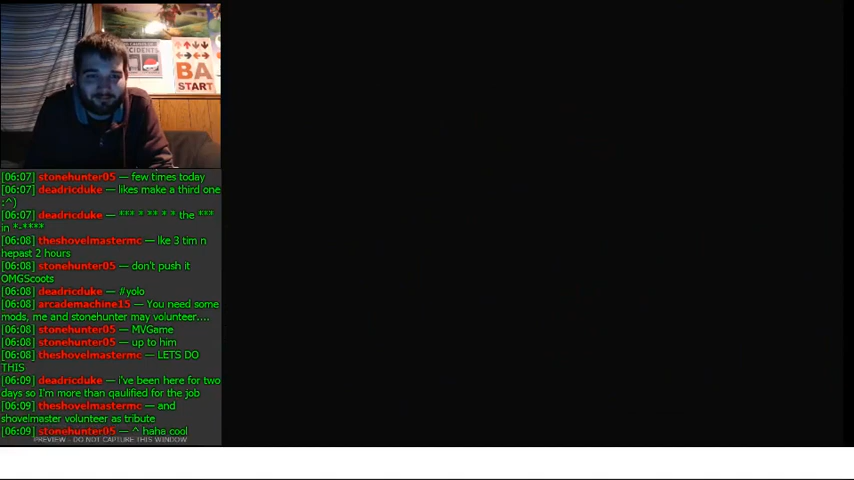 CIDENTS
BA
START
[06:07] stonehunter05 — few times today
[06:07] deadricduke — likes make a third one
:^)
[06:07] deadricduke — *** * ** * * the ***
in *-****
[06:08] theshovelmastermc — lke 3 tim n
hepast 2 hours
[06:08] stonehunter05 — don't push it
OMGScoots
[06:08] deadricduke — #yolo
[06:08] arcademachine15 — You need some
mods, me and stonehunter may volunteer....
[06:08] stonehunter05 — MVGame
[06:08] stonehunter05 — up to him
[06:08] theshovelmastermc — LETS DO
THIS
[06:09] deadricduke — i've been here for two
days so I'm more than qaulified for the job
[06:09] theshovelmastermc — and
shovelmaster volunteer as tribute
[06:09] stonehunter05 — ^ haha cool
PREVIEW - DO NOT CAPTURE THIS WINDOW